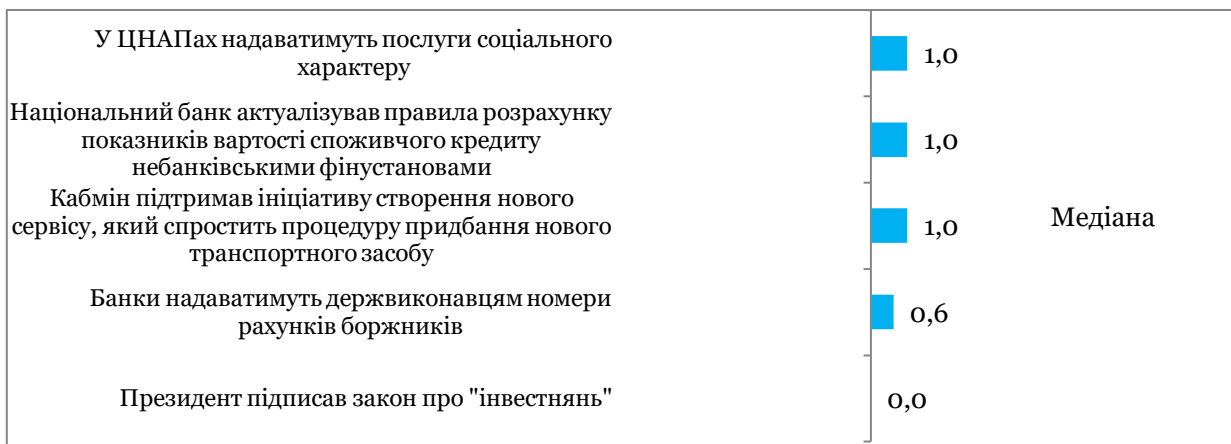 У ЦНАПах надаватимуть послуги соціального
характеру
1,0
Національний банк актуалізував правила розрахунку
показників вартості споживчого кредиту
небанківськими фінустановами
1,0
Кабмін підтримав ініціативу створення нового
сервісу, який спростить процедуру придбання нового
транспортного засобу
1,0
Медіана
Банки надаватимуть держвиконавцям номери
рахунків боржників
0,6
Президент підписав закон про "інвестнянь"
0,0